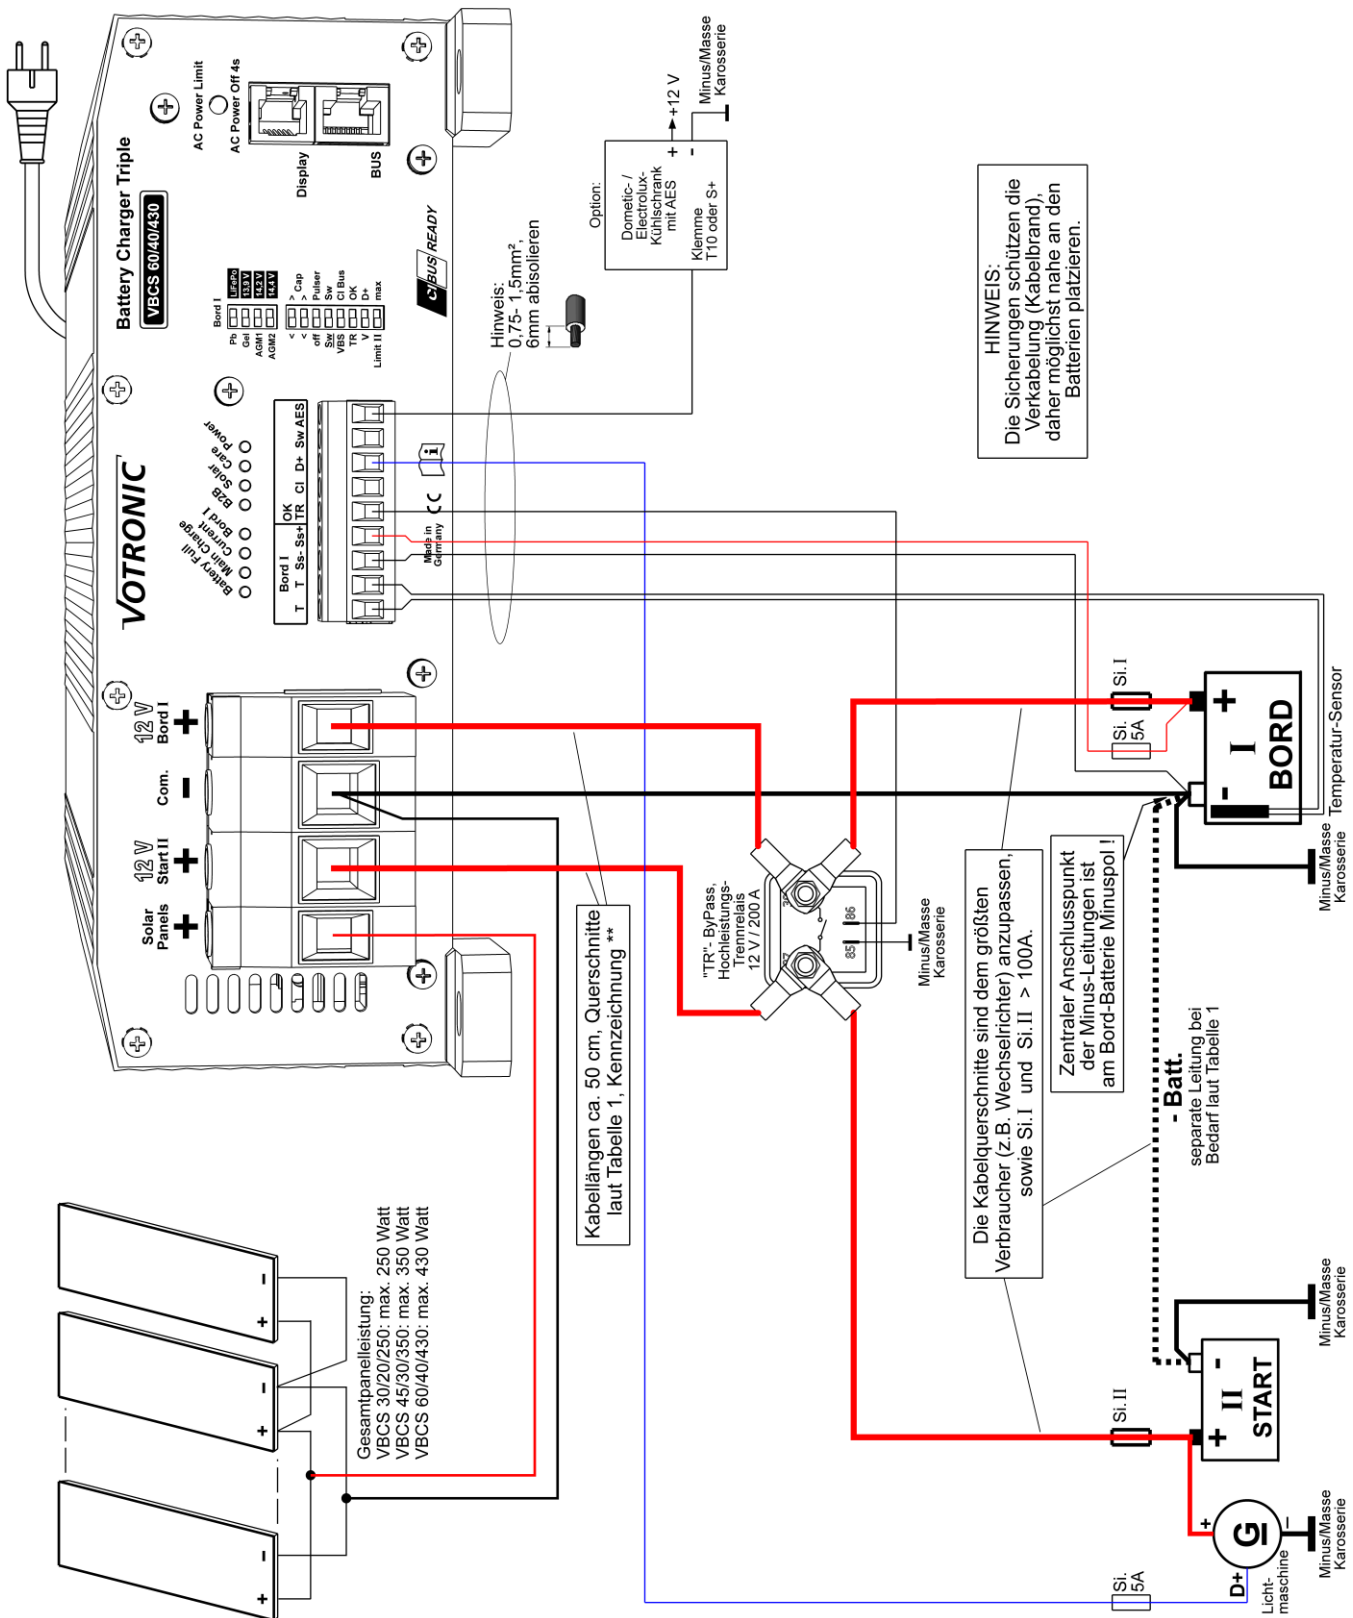 Battery Charger Triple
VBCS 60/40/430
AC Power Limit
AC Power Off 4s
Display
BUS
CI BUS READY
Bord I
Pb LiFePo
Gel 13,9 V
AGM1 14,2 V
AGM2 14,4 V
< > Cap
< > Pulser
off Sw
Sw CI Bus
VBS OK
TR D+
V max
Limit II
VOTRONIC
Battery Full
Main Charge
Current
Bord I
B2B
Solar
Care
Power
Bord I
T T Ss- Ss+
OK
TR CI D+ Sw AES
Made in
Germany
CE
i
Hinweis:
0,75- 1,5mm²,
6mm abisolieren
Option:
Dometic- /
Electrolux-
Kühlschrank
mit AES
Klemme
T10 oder S+
+
-
+12 V
Minus/Masse
Karosserie
HINWEIS:
Die Sicherungen schützen die
Verkabelung (Kabelbrand),
daher möglichst nahe an den
Batterien platzieren.
Solar
Panels
+
12 V
Start II
+
Com.
-
12 V
Bord I
+
Kabellängen ca. 50 cm, Querschnitte
laut Tabelle 1, Kennzeichnung **
"TR"- ByPass,
Hochleistungs-
Trennrelais
12 V / 200 A
85
86
Minus/Masse
Karosserie
Gesamtpanelleistung:
VBCS 30/20/250: max. 250 Watt
VBCS 45/30/350: max. 350 Watt
VBCS 60/40/430: max. 430 Watt
+ -
+ -
+ -
Die Kabelquerschnitte sind dem größten
Verbraucher (z.B. Wechselrichter) anzupassen,
sowie Si.I und Si.II > 100A.
Zentraler Anschlusspunkt
der Minus-Leitungen ist
am Bord-Batterie Minuspol !
- Batt.
separate Leitung bei
Bedarf laut Tabelle 1
Si. I
Si.
5A
- +
I
BORD
Temperatur-Sensor
Minus/Masse
Karosserie
Si.II
+ -
II
START
Minus/Masse
Karosserie
Si.
5A
D+
+
G
-
Licht-
maschine
Minus/Masse
Karosserie